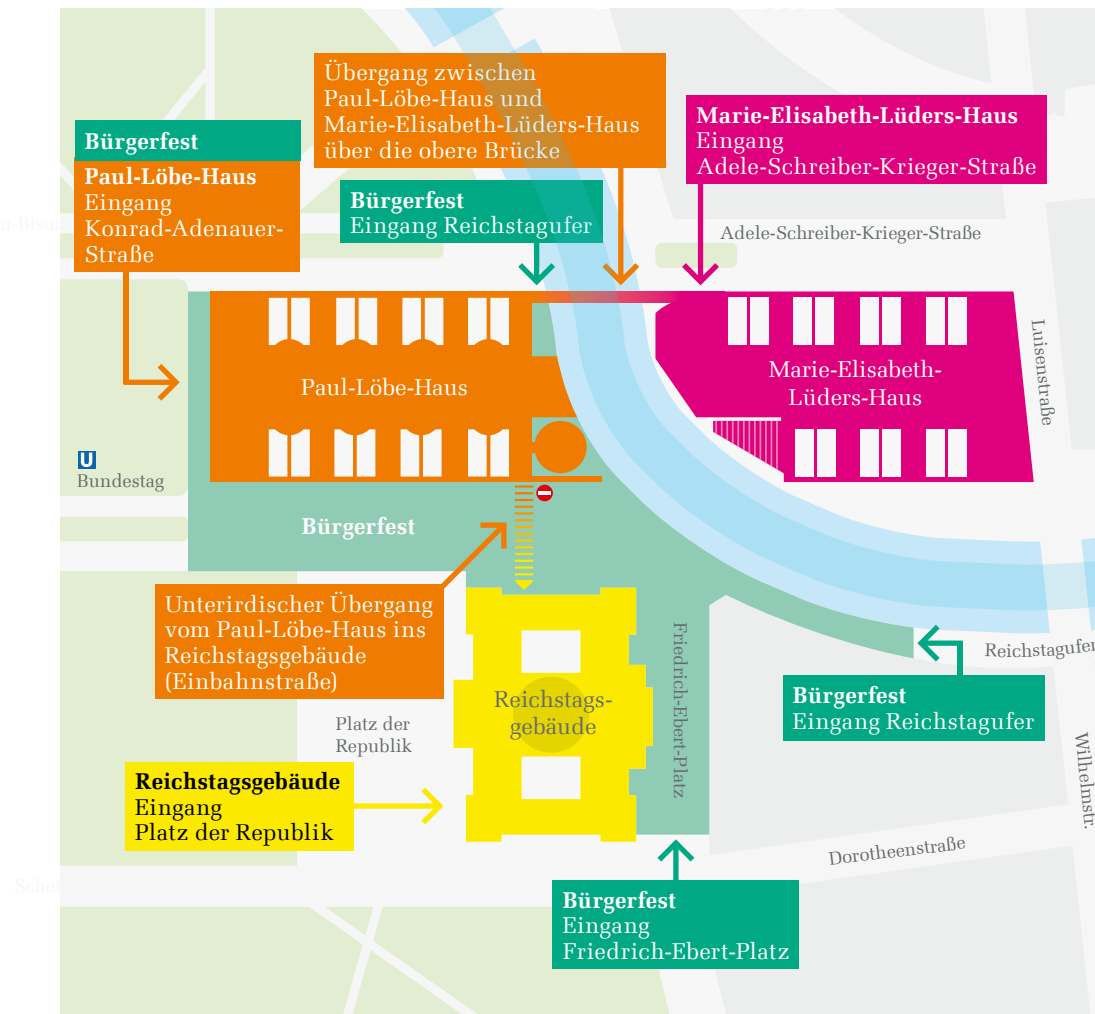 Übergang zwischen
Paul-Löbe-Haus und
Marie-Elisabeth-Lüders-Haus
über die obere Brücke
Marie-Elisabeth-Lüders-Haus
Eingang
Adele-Schreiber-Krieger-Straße
Bürgerfest
Paul-Löbe-Haus
Eingang
Konrad-Adenauer-
Straße
Bürgerfest
Eingang Reichstagufer
Adele-Schreiber-Krieger-Straße
Luisenstraße
Paul-Löbe-Haus
Marie-Elisabeth-
Lüders-Haus
U
Bundestag
Bürgerfest
Unterirdischer Übergang
vom Paul-Löbe-Haus ins
Reichstagsgebäude
(Einbahnstraße)
Friedrich-Ebert-Platz
Reichstagufer
Reichstags-
gebäude
Bürgerfest
Eingang Reichstagufer
Platz der
Republik
Wilhelmstr.
Reichstagsgebäude
Eingang
Platz der Republik
Dorotheenstraße
Bürgerfest
Eingang
Friedrich-Ebert-Platz